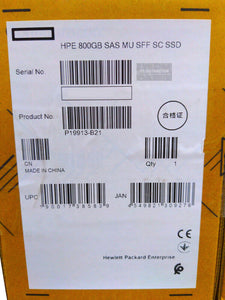 HPE 800GB SAS MU SFF SC SSD
Serial No.
Product No.
P19913-B21
合格证
CN
MADE IN CHINA
Qty 1
UPC
JAN
Hewlett Packard Enterprise
CE